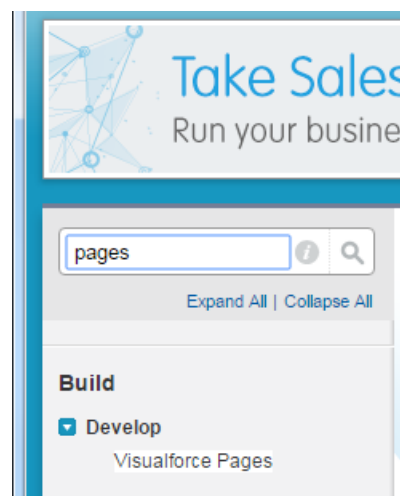 Take Sales
Run your busine
pages
Expand All | Collapse All
Build
Develop
Visualforce Pages